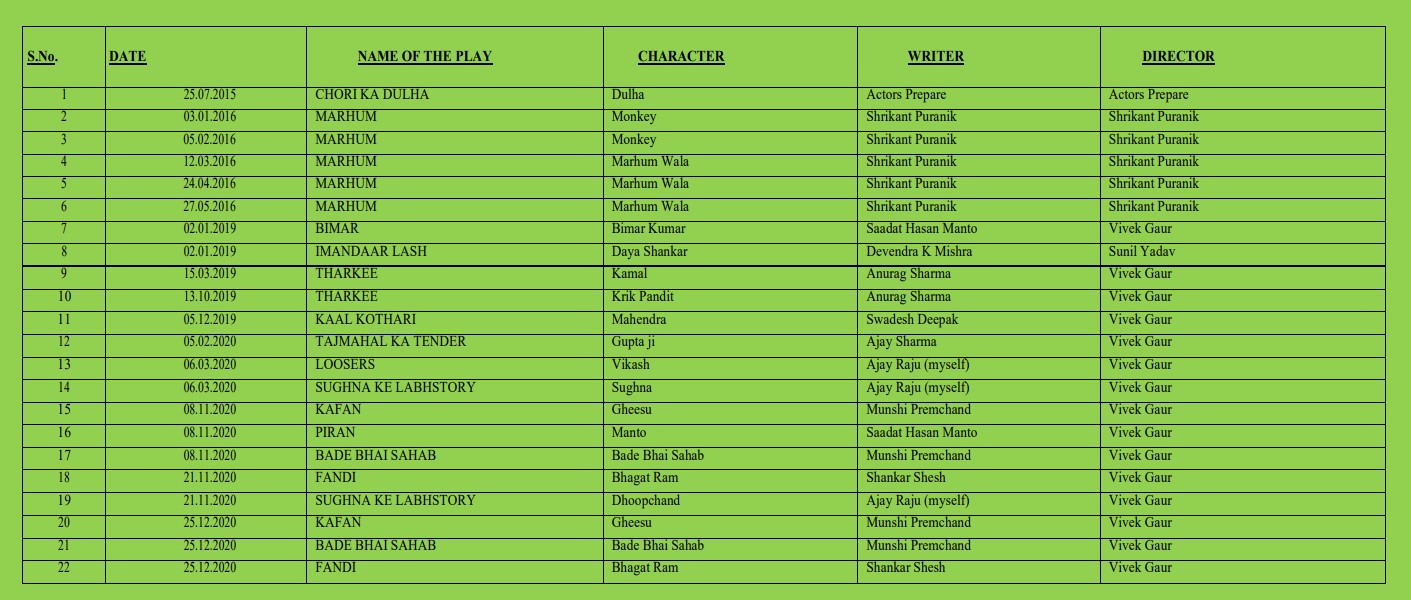 S.No. DATE NAME OF THE PLAY CHARACTER WRITER DIRECTOR
1 25.07.2015 CHORI KA DULHA Dulha Actors Prepare Actors Prepare
2 03.01.2016 MARHUM Monkey Shrikant Puranik Shrikant Puranik
3 05.02.2016 MARHUM Monkey Shrikant Puranik Shrikant Puranik
4 12.03.2016 MARHUM Marhum Wala Shrikant Puranik Shrikant Puranik
5 24.04.2016 MARHUM Marhum Wala Shrikant Puranik Shrikant Puranik
6 27.05.2016 MARHUM Marhum Wala Shrikant Puranik Shrikant Puranik
7 02.01.2019 BIMAR Bimar Kumar Saadat Hasan Manto Vivek Gaur
8 02.01.2019 IMANDAAR LASH Daya Shankar Devendra K Mishra Sunil Yadav
9 15.03.2019 THARKEE Kamal Anurag Sharma Vivek Gaur
10 13.10.2019 THARKEE Krik Pandit Anurag Sharma Vivek Gaur
11 05.12.2019 KAAL KOTHARI Mahendra Swadesh Deepak Vivek Gaur
12 05.02.2020 TAJMAHAL KA TENDER Gupta ji Ajay Sharma Vivek Gaur
13 06.03.2020 LOOSERS Vikash Ajay Raju (myself) Vivek Gaur
14 06.03.2020 SUGHNA KE LABHSTORY Sughna Ajay Raju (myself) Vivek Gaur
15 08.11.2020 KAFAN Gheesu Munshi Premchand Vivek Gaur
16 08.11.2020 PIRAN Manto Saadat Hasan Manto Vivek Gaur
17 08.11.2020 BADE BHAI SAHAB Bade Bhai Sahab Munshi Premchand Vivek Gaur
18 21.11.2020 FANDI Bhagat Ram Shankar Shesh Vivek Gaur
19 21.11.2020 SUGHNA KE LABHSTORY Dhoopchand Ajay Raju (myself) Vivek Gaur
20 25.12.2020 KAFAN Gheesu Munshi Premchand Vivek Gaur
21 25.12.2020 BADE BHAI SAHAB Bade Bhai Sahab Munshi Premchand Vivek Gaur
22 25.12.2020 FANDI Bhagat Ram Shankar Shesh Vivek Gaur